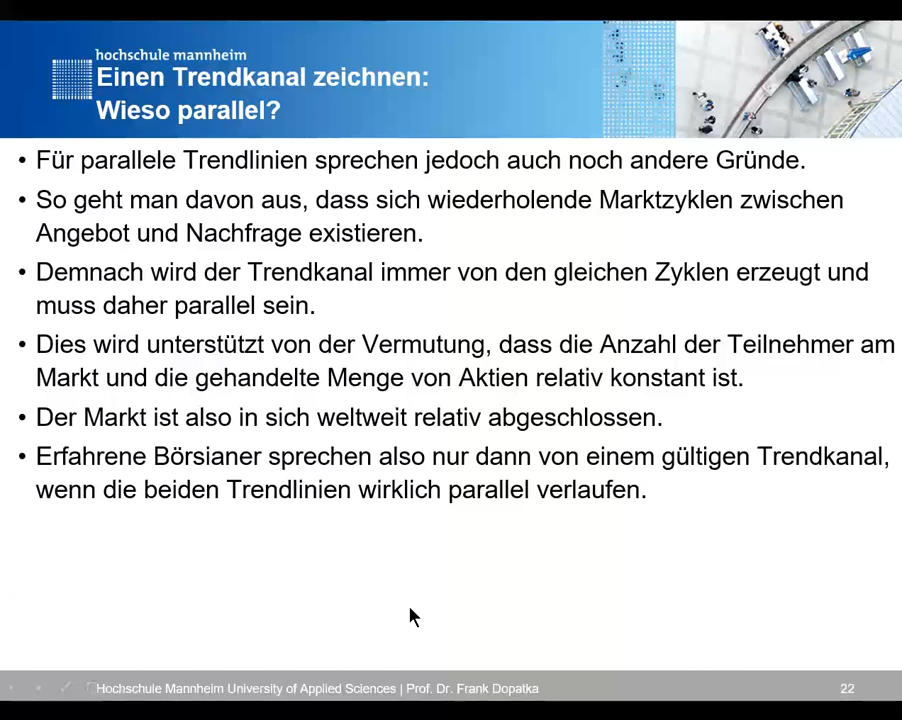 hochschule mannheim
Einen Trendkanal zeichnen:
Wieso parallel?
• Für parallele Trendlinien sprechen jedoch auch noch andere Gründe.
• So geht man davon aus, dass sich wiederholende Marktzyklen zwischen
Angebot und Nachfrage existieren.
• Demnach wird der Trendkanal immer von den gleichen Zyklen erzeugt und
muss daher parallel sein.
• Dies wird unterstützt von der Vermutung, dass die Anzahl der Teilnehmer am
Markt und die gehandelte Menge von Aktien relativ konstant ist.
• Der Markt ist also in sich weltweit relativ abgeschlossen.
• Erfahrene Börsianer sprechen also nur dann von einem gültigen Trendkanal,
wenn die beiden Trendlinien wirklich parallel verlaufen.
Hochschule Mannheim University of Applied Sciences | Prof. Dr. Frank Dopatka
22